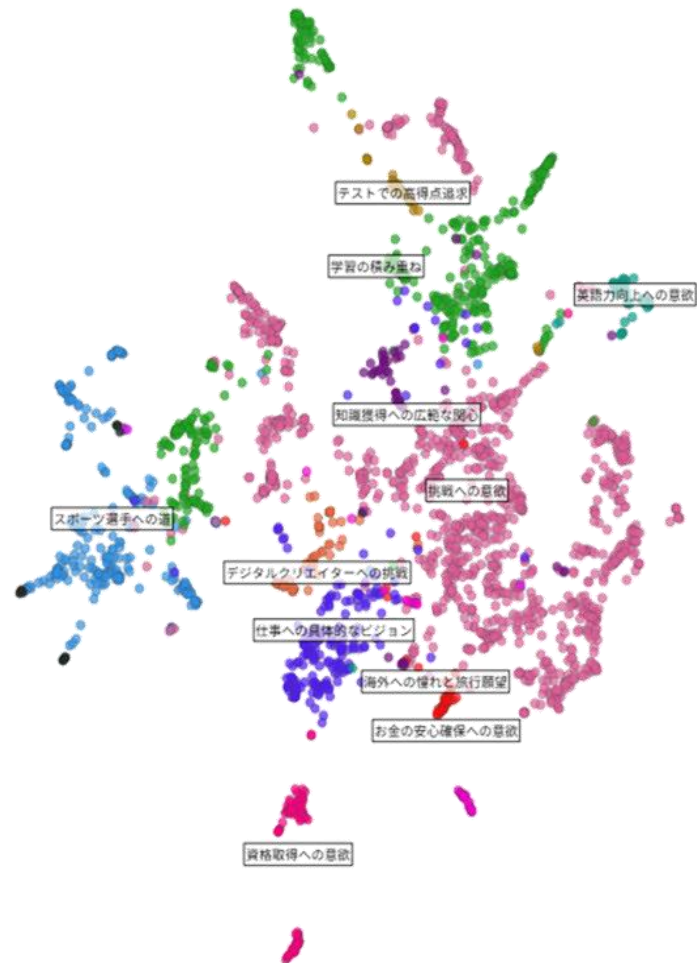 テストでの高得点追求
学習の積み重ね
英語力向上への意欲
知識獲得への広範な関心
挑戦への意欲
スポーツ選手への道
デジタルクリエイターへの挑戦
仕事への具体的なビジョン
海外への憧れと旅行願望
お金の安心確保への意欲
資格取得への意欲